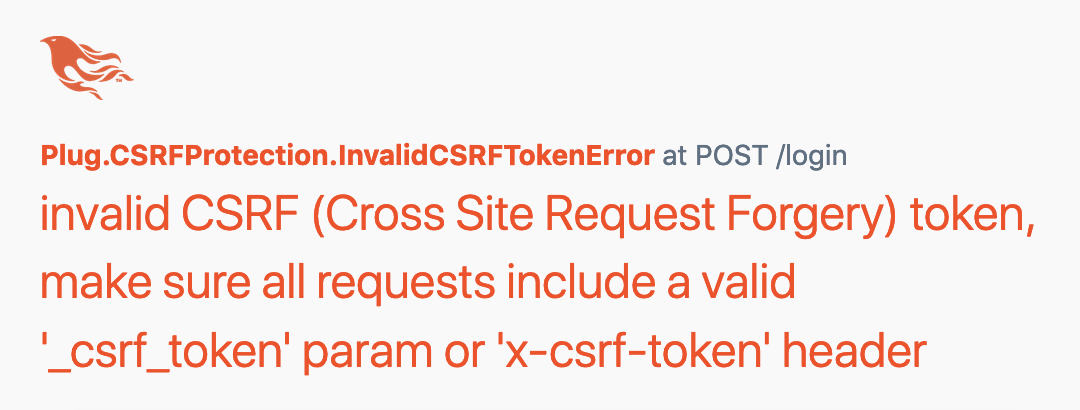 Plug.CSRFProtection.InvalidCSRFTokenError at POST /login
invalid CSRF (Cross Site Request Forgery) token,
make sure all requests include a valid
'_csrf_token' param or 'x-csrf-token' header